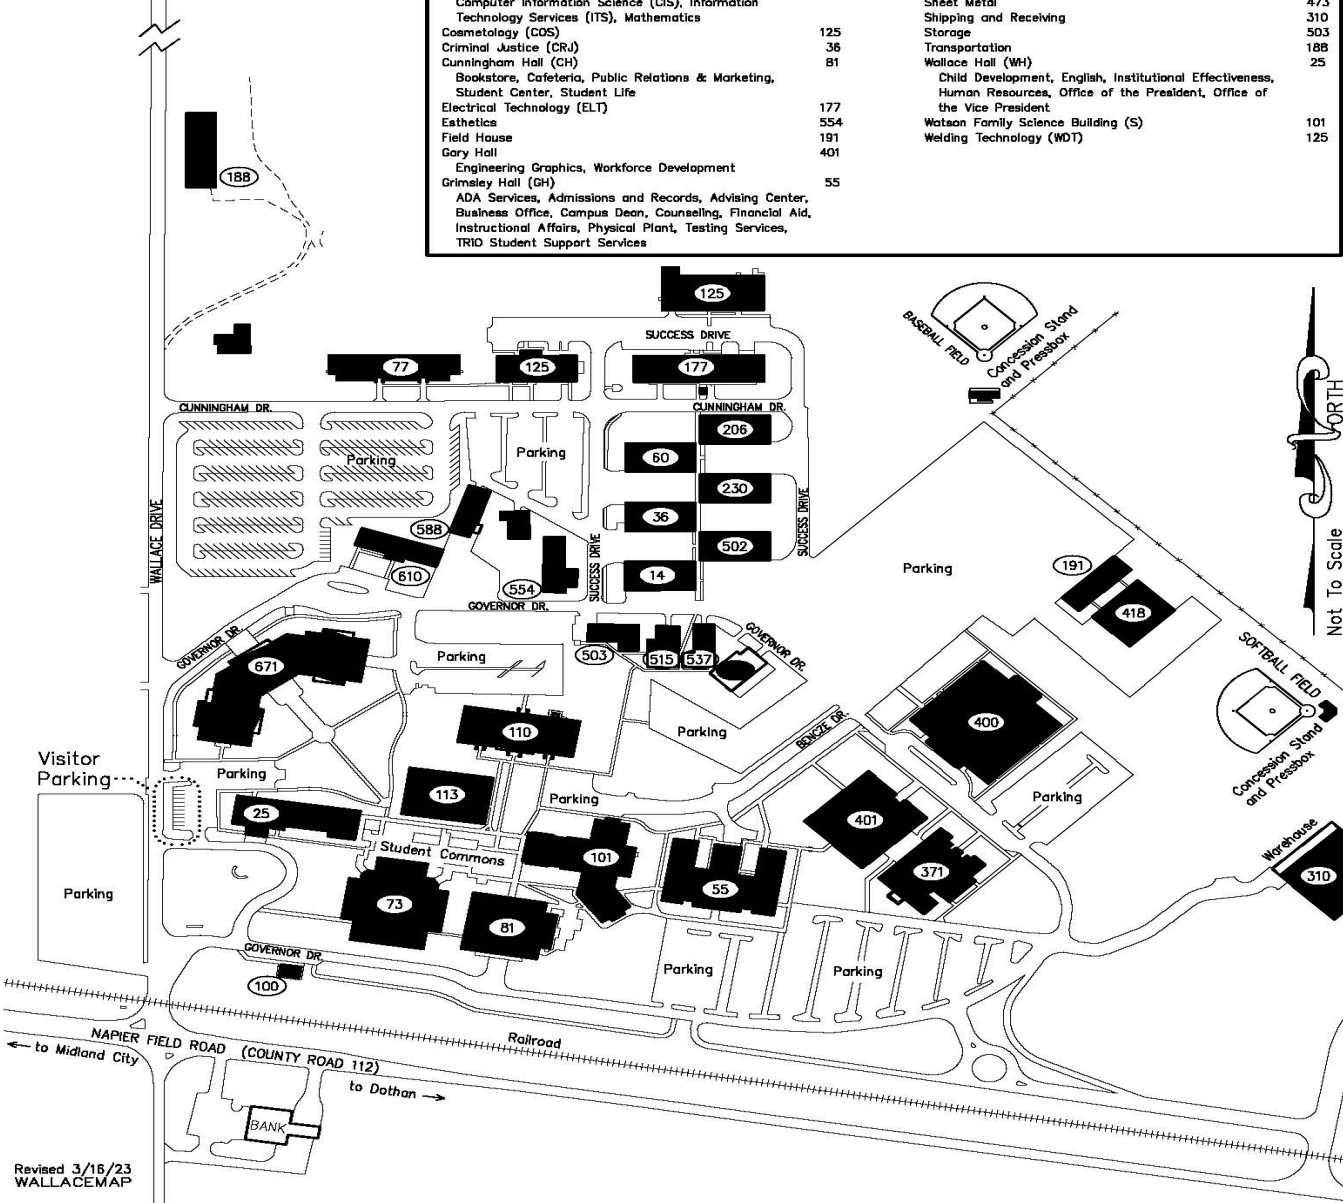 Computer Information Science (CIS), Information
Technology Services (ITS), Mathematics
Cosmetology (COS) 125
Criminal Justice (CRJ) 36
Cunningham Hall (CH) 81
Bookstore, Cafeteria, Public Relations & Marketing,
Student Center, Student Life
Electrical Technology (ELT) 177
Esthetics 554
Field House 191
Gary Hall 401
Engineering Graphics, Workforce Development
Grimsley Hall (GH) 55
ADA Services, Admissions and Records, Advising Center,
Business Office, Campus Dean, Counseling, Financial Aid,
Instructional Affairs, Physical Plant, Testing Services,
TRIO Student Support Services
Sheet Metal 473
Shipping and Receiving 310
Storage 503
Transportation 188
Wallace Hall (WH) 25
Child Development, English, Institutional Effectiveness,
Human Resources, Office of the President, Office of
the Vice President
Watson Family Science Building (S) 101
Welding Technology (WDT) 125
188
125
SUCCESS DRIVE
77
125
177
BASEBALL FIELD
Concession Stand
and Pressbox
CUNNINGHAM DR.
CUNNINGHAM DR.
206
Parking
Parking
60
230
36
502
14
588
610
554
WALLACE DRIVE
SUCCESS DRIVE
SUCCESS DRIVE
GOVERNOR DR.
Parking
191
418
NORTH
Not To Scale
SOFTBALL FIELD
Concession Stand
and Pressbox
GOVERNOR DR.
671
Parking
503
515
537
GOVERNOR DR.
110
Parking
BENCZE DR.
400
Parking
Visitor
Parking
Parking
113
Parking
25
Student Commons
101
401
371
55
Warehouse
310
Parking
73
81
GOVERNOR DR.
100
Parking
Parking
NAPIER FIELD ROAD (COUNTY ROAD 112)
to Midland City
Railroad
to Dothan
BANK
Revised 3/16/23
WALLACEMAP